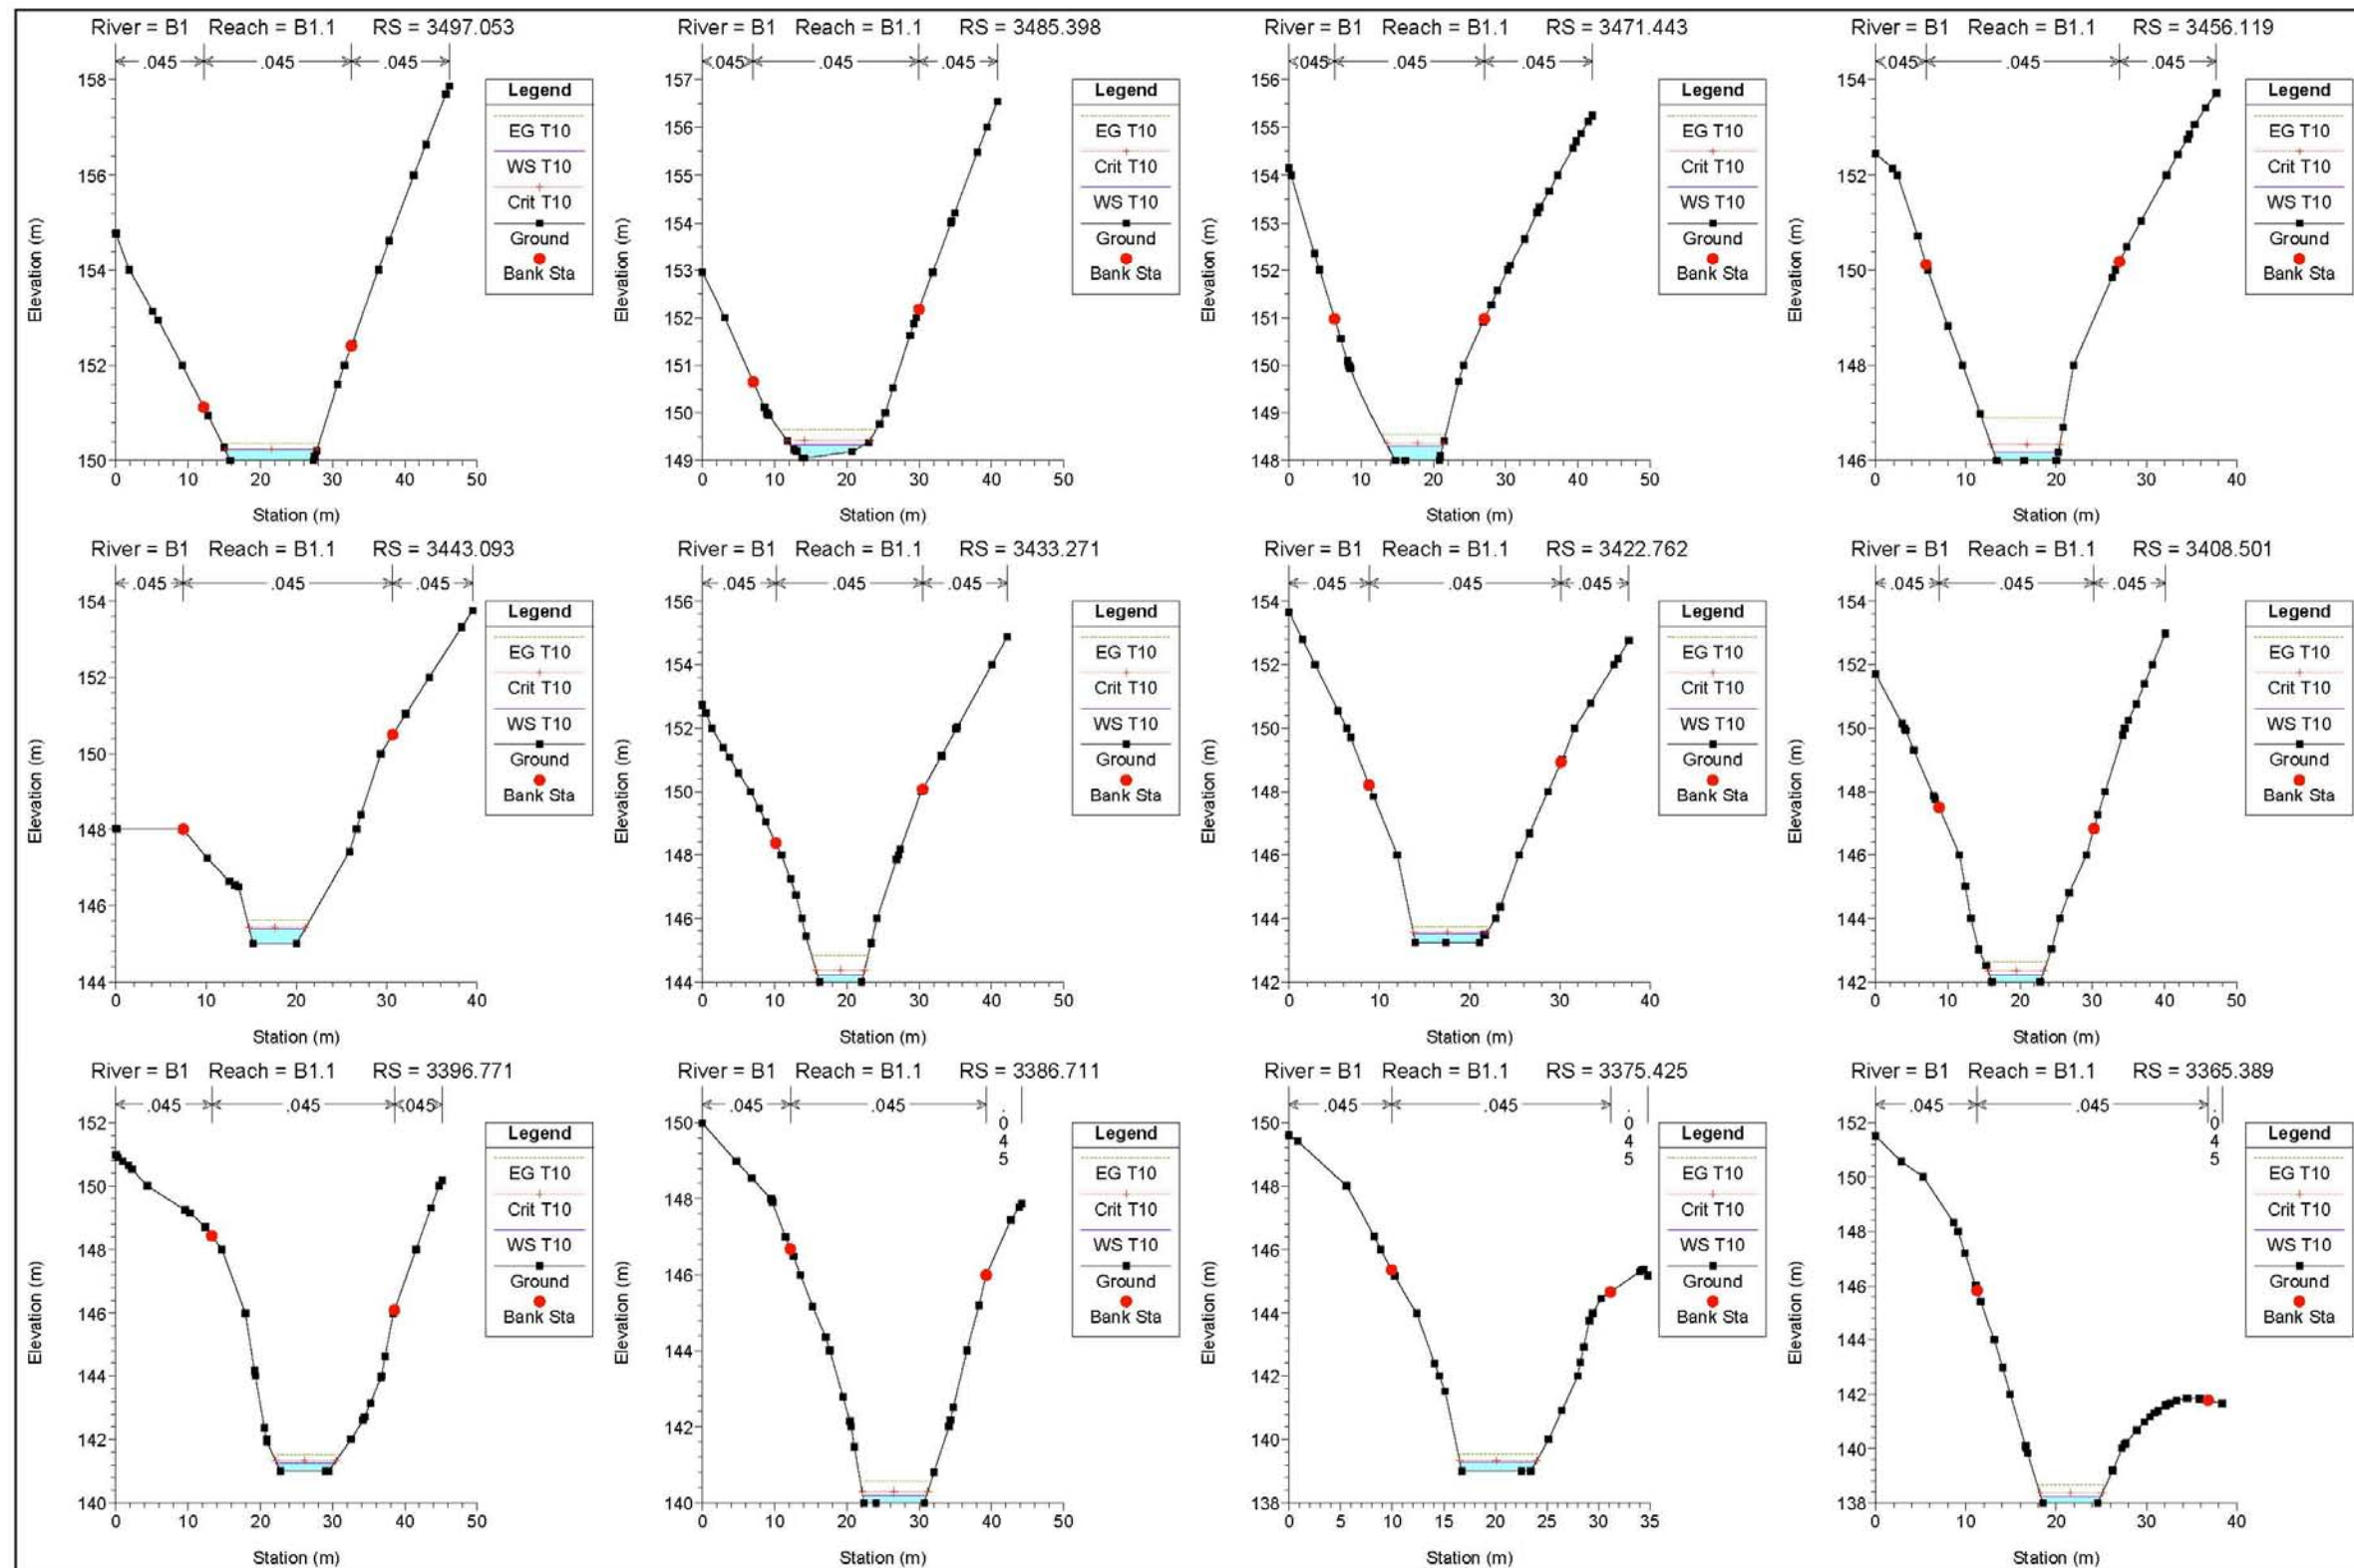 River = B1 Reach = B1.1 RS = 3497.053
.045 .045 .045
Legend
EG T10
WS T10
Crit T10
Ground
Bank Sta
Elevation (m)
158
156
154
152
150
0 10 20 30 40 50
Station (m)
River = B1 Reach = B1.1 RS = 3485.398
.045 .045 .045
Legend
EG T10
Crit T10
WS T10
Ground
Bank Sta
Elevation (m)
157
156
155
154
153
152
151
150
149
0 10 20 30 40 50
Station (m)
River = B1 Reach = B1.1 RS = 3471.443
.045 .045 .045
Legend
EG T10
Crit T10
WS T10
Ground
Bank Sta
Elevation (m)
156
155
154
153
152
151
150
149
148
0 10 20 30 40 50
Station (m)
River = B1 Reach = B1.1 RS = 3456.119
.045 .045 .045
Legend
EG T10
Crit T10
WS T10
Ground
Bank Sta
Elevation (m)
154
152
150
148
146
0 10 20 30 40
Station (m)
River = B1 Reach = B1.1 RS = 3443.093
.045 .045 .045
Legend
EG T10
Crit T10
WS T10
Ground
Bank Sta
Elevation (m)
154
152
150
148
146
144
0 10 20 30 40
Station (m)
River = B1 Reach = B1.1 RS = 3433.271
.045 .045 .045
Legend
EG T10
Crit T10
WS T10
Ground
Bank Sta
Elevation (m)
156
154
152
150
148
146
144
0 10 20 30 40 50
Station (m)
River = B1 Reach = B1.1 RS = 3422.762
.045 .045 .045
Legend
EG T10
Crit T10
WS T10
Ground
Bank Sta
Elevation (m)
154
152
150
148
146
144
142
0 10 20 30 40
Station (m)
River = B1 Reach = B1.1 RS = 3408.501
.045 .045 .045
Legend
EG T10
Crit T10
WS T10
Ground
Bank Sta
Elevation (m)
154
152
150
148
146
144
142
0 10 20 30 40 50
Station (m)
River = B1 Reach = B1.1 RS = 3396.771
.045 .045 .045
Legend
EG T10
Crit T10
WS T10
Ground
Bank Sta
Elevation (m)
152
150
148
146
144
142
140
0 10 20 30 40 50
Station (m)
River = B1 Reach = B1.1 RS = 3386.711
.045 .045 .045
Legend
EG T10
Crit T10
WS T10
Ground
Bank Sta
Elevation (m)
150
148
146
144
142
140
0 10 20 30 40 50
Station (m)
River = B1 Reach = B1.1 RS = 3375.425
.045 .045 .045
Legend
EG T10
Crit T10
WS T10
Ground
Bank Sta
Elevation (m)
150
148
146
144
142
140
138
0 5 10 15 20 25 30 35
Station (m)
River = B1 Reach = B1.1 RS = 3365.389
.045 .045 .045
Legend
EG T10
Crit T10
WS T10
Ground
Bank Sta
Elevation (m)
152
150
148
146
144
142
140
138
0 10 20 30 40
Station (m)